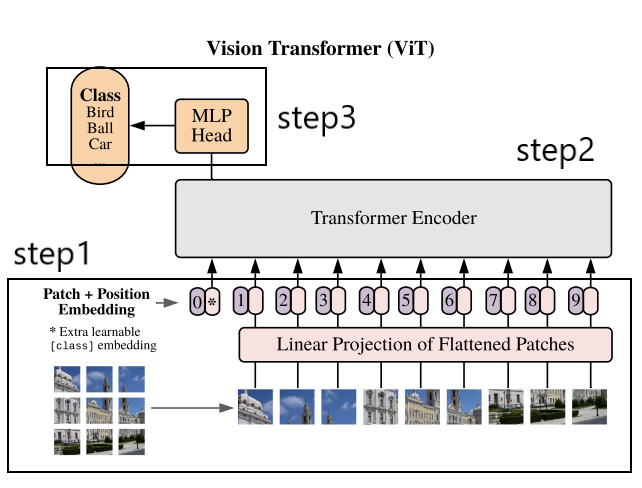 Vision Transformer (ViT)
Class
Bird
Ball
Car
...
MLP
Head
step3
step2
Transformer Encoder
step1
Patch + Position
Embedding
0 * 1 2 3 4 5 6 7 8 9
* Extra learnable
[class] embedding
Linear Projection of Flattened Patches